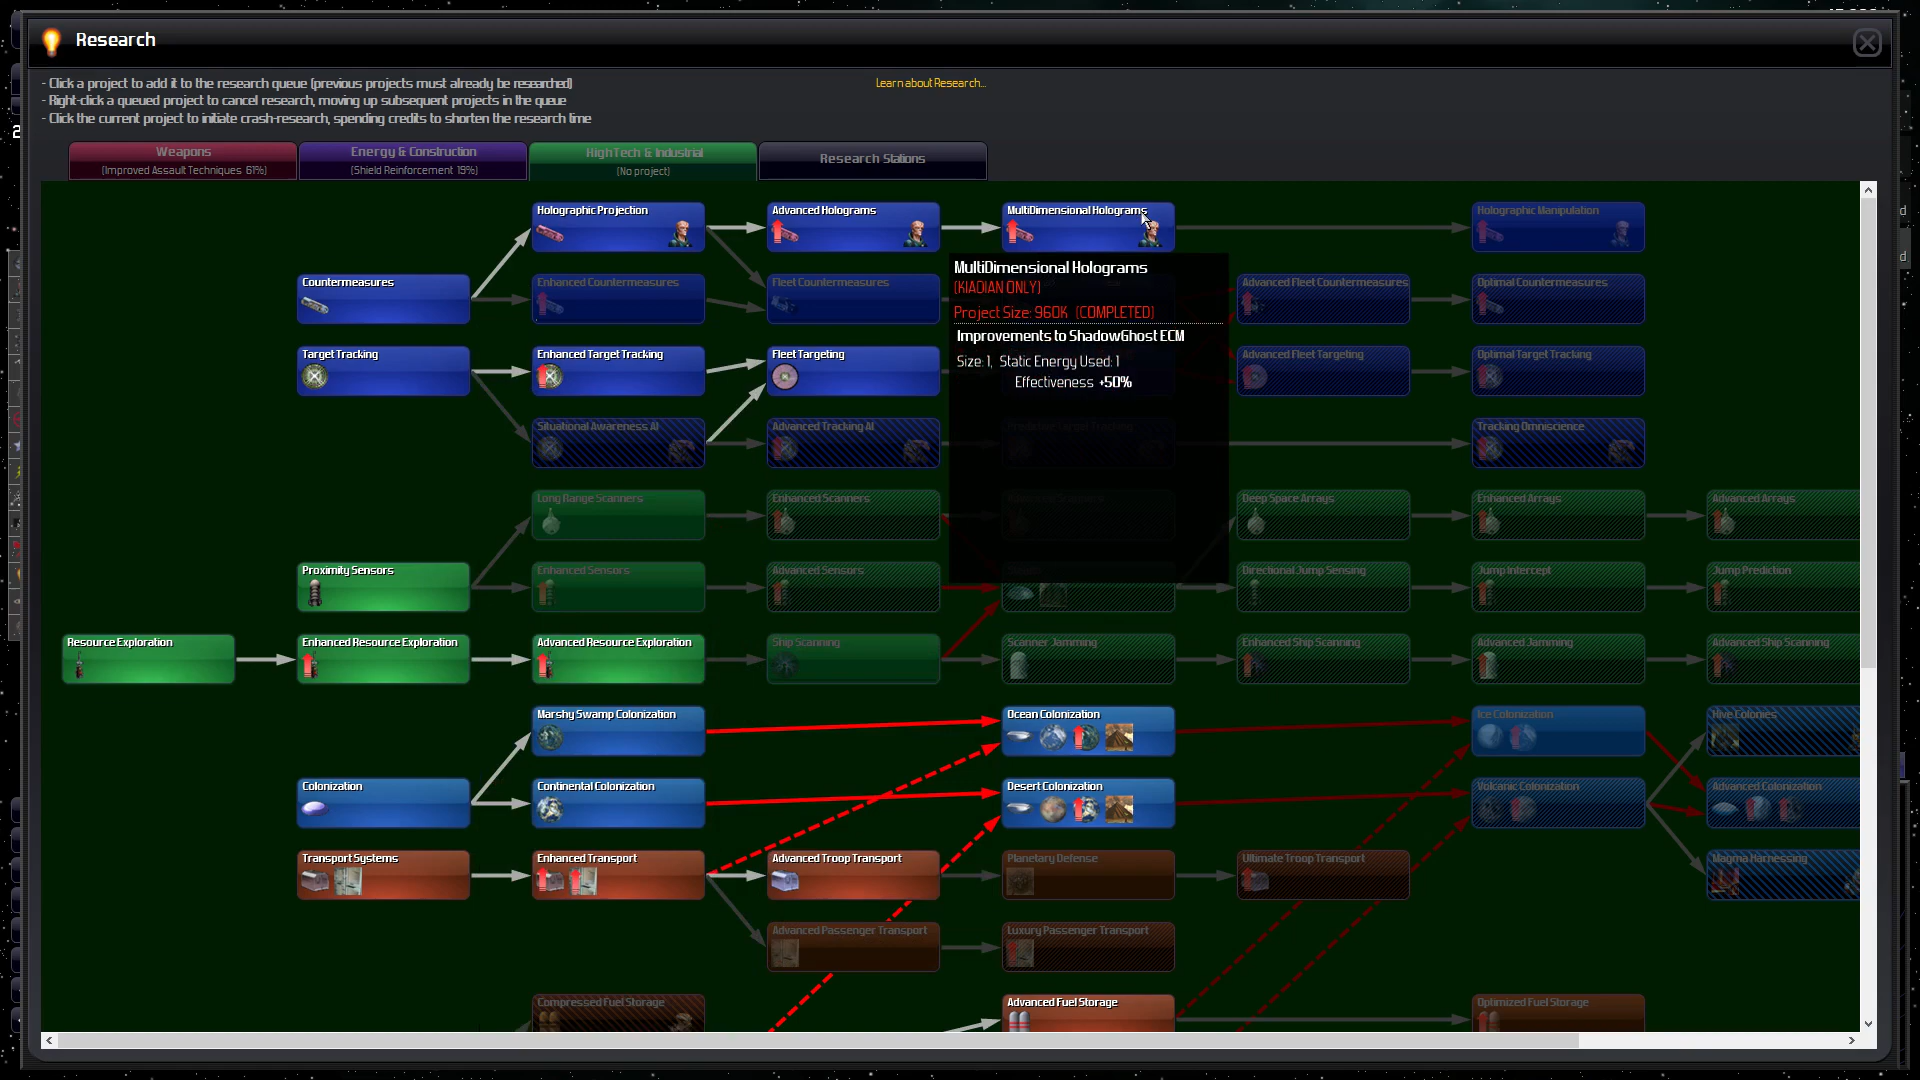 Research
- Click a project to add it to the research queue (previous projects must already be researched)
Learn about Research...
- Right-click a queued project to cancel research, moving up subsequent projects in the queue
- Click the current project to initiate crash-research, spending credits to shorten the research time
Weapons
(Improved Assault Techniques 61%)
Energy & Construction
(Shield Reinforcement 19%)
HighTech & Industrial
(No project)
Research Stations
Holographic Projection
Advanced Holograms
MultiDimensional Holograms
Holographic Manipulation
Countermeasures
Enhanced Countermeasures
Fleet Countermeasures
Advanced Fleet Countermeasures
Optimal Countermeasures
MultiDimensional Holograms
(KIADIAN ONLY)
Project Size: 960K (COMPLETED)
Improvements to ShadowGhost ECM
Size: 1, Static Energy Used: 1
Effectiveness +50%
Target Tracking
Enhanced Target Tracking
Fleet Targeting
Advanced Fleet Targeting
Optimal Target Tracking
Situational Awareness AI
Advanced Tracking AI
Tracking Omniscience
Long Range Scanners
Enhanced Scanners
Deep Space Arrays
Enhanced Arrays
Advanced Arrays
Proximity Sensors
Enhanced Sensors
Advanced Sensors
Directional Jump Sensing
Jump Intercept
Jump Prediction
Resource Exploration
Enhanced Resource Exploration
Advanced Resource Exploration
Ship Scanning
Scanner Jamming
Enhanced Ship Scanning
Advanced Jamming
Advanced Ship Scanning
Marshy Swamp Colonization
Ocean Colonization
Ice Colonization
Hive Colonies
Colonization
Continental Colonization
Desert Colonization
Vulcanic Colonization
Advanced Colonization
Transport Systems
Enhanced Transport
Advanced Troop Transport
Planetary Defense
Ultimate Troop Transport
Magma Harnessing
Advanced Passenger Transport
Luxury Passenger Transport
Compressed Fuel Storage
Advanced Fuel Storage
Optimized Fuel Storage